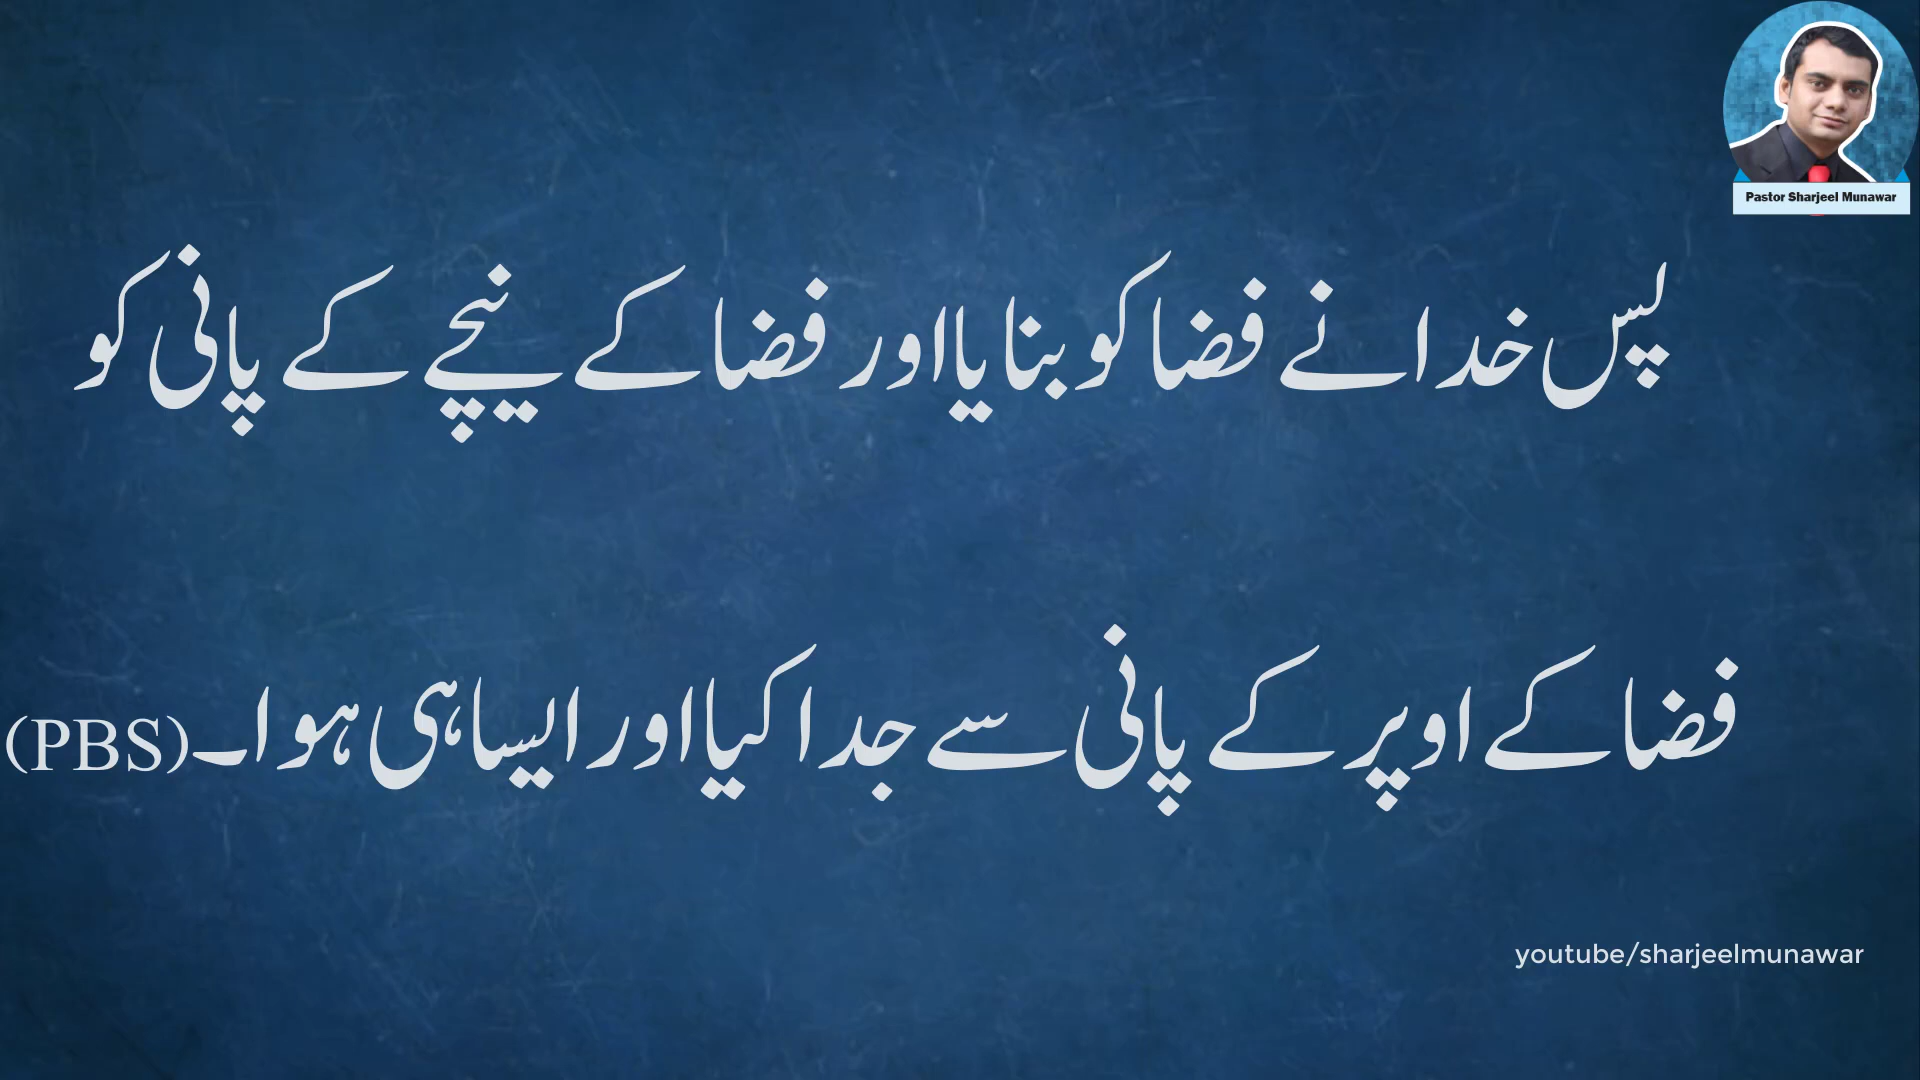 Pastor Sharjeel Munawar
پس خدا نے فضا کو بنایا اور فضا کے نیچے کے پانی کو
فضا کے اوپر کے پانی سے جدا کیا اور ایسا ہی ہوا۔(PBS)
youtube/sharjeelmunawar